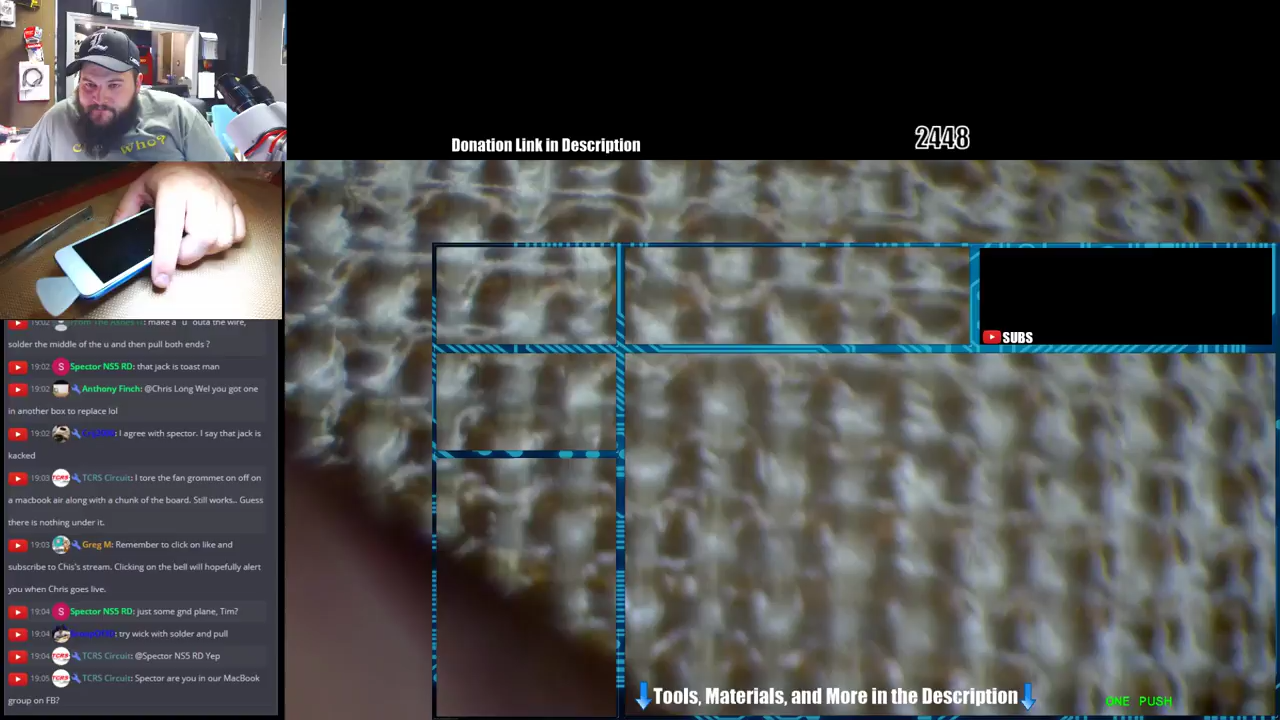 Donation Link in Description
2448
SUBS
who?
make a "u" outa the wire,
solder the middle of the u and then pull both ends ?
19:02 Spector NS5 RD: that jack is toast man
19:02 Anthony Finch: @Chris Long Wel you got one
in another box to replace lol
19:02 I agree with spector. I say that jack is
kacked
19:03 TCRS Circuit: I tore the fan grommet on off on
a macbook air along with a chunk of the board. Still works.. Guess
there is nothing under it.
19:03 Greg M: Remember to click on like and
subscribe to Chis's stream. Clicking on the bell will hopefully alert
you when Chris goes live.
19:04 Spector NS5 RD: just some gnd plane, Tim?
19:04 try wick with solder and pull
19:04 TCRS Circuit: @Spector NS5 RD Yep
19:05 TCRS Circuit: Spector are you in our MacBook
group on FB?
Tools, Materials, and More in the Description
ONE PUSH